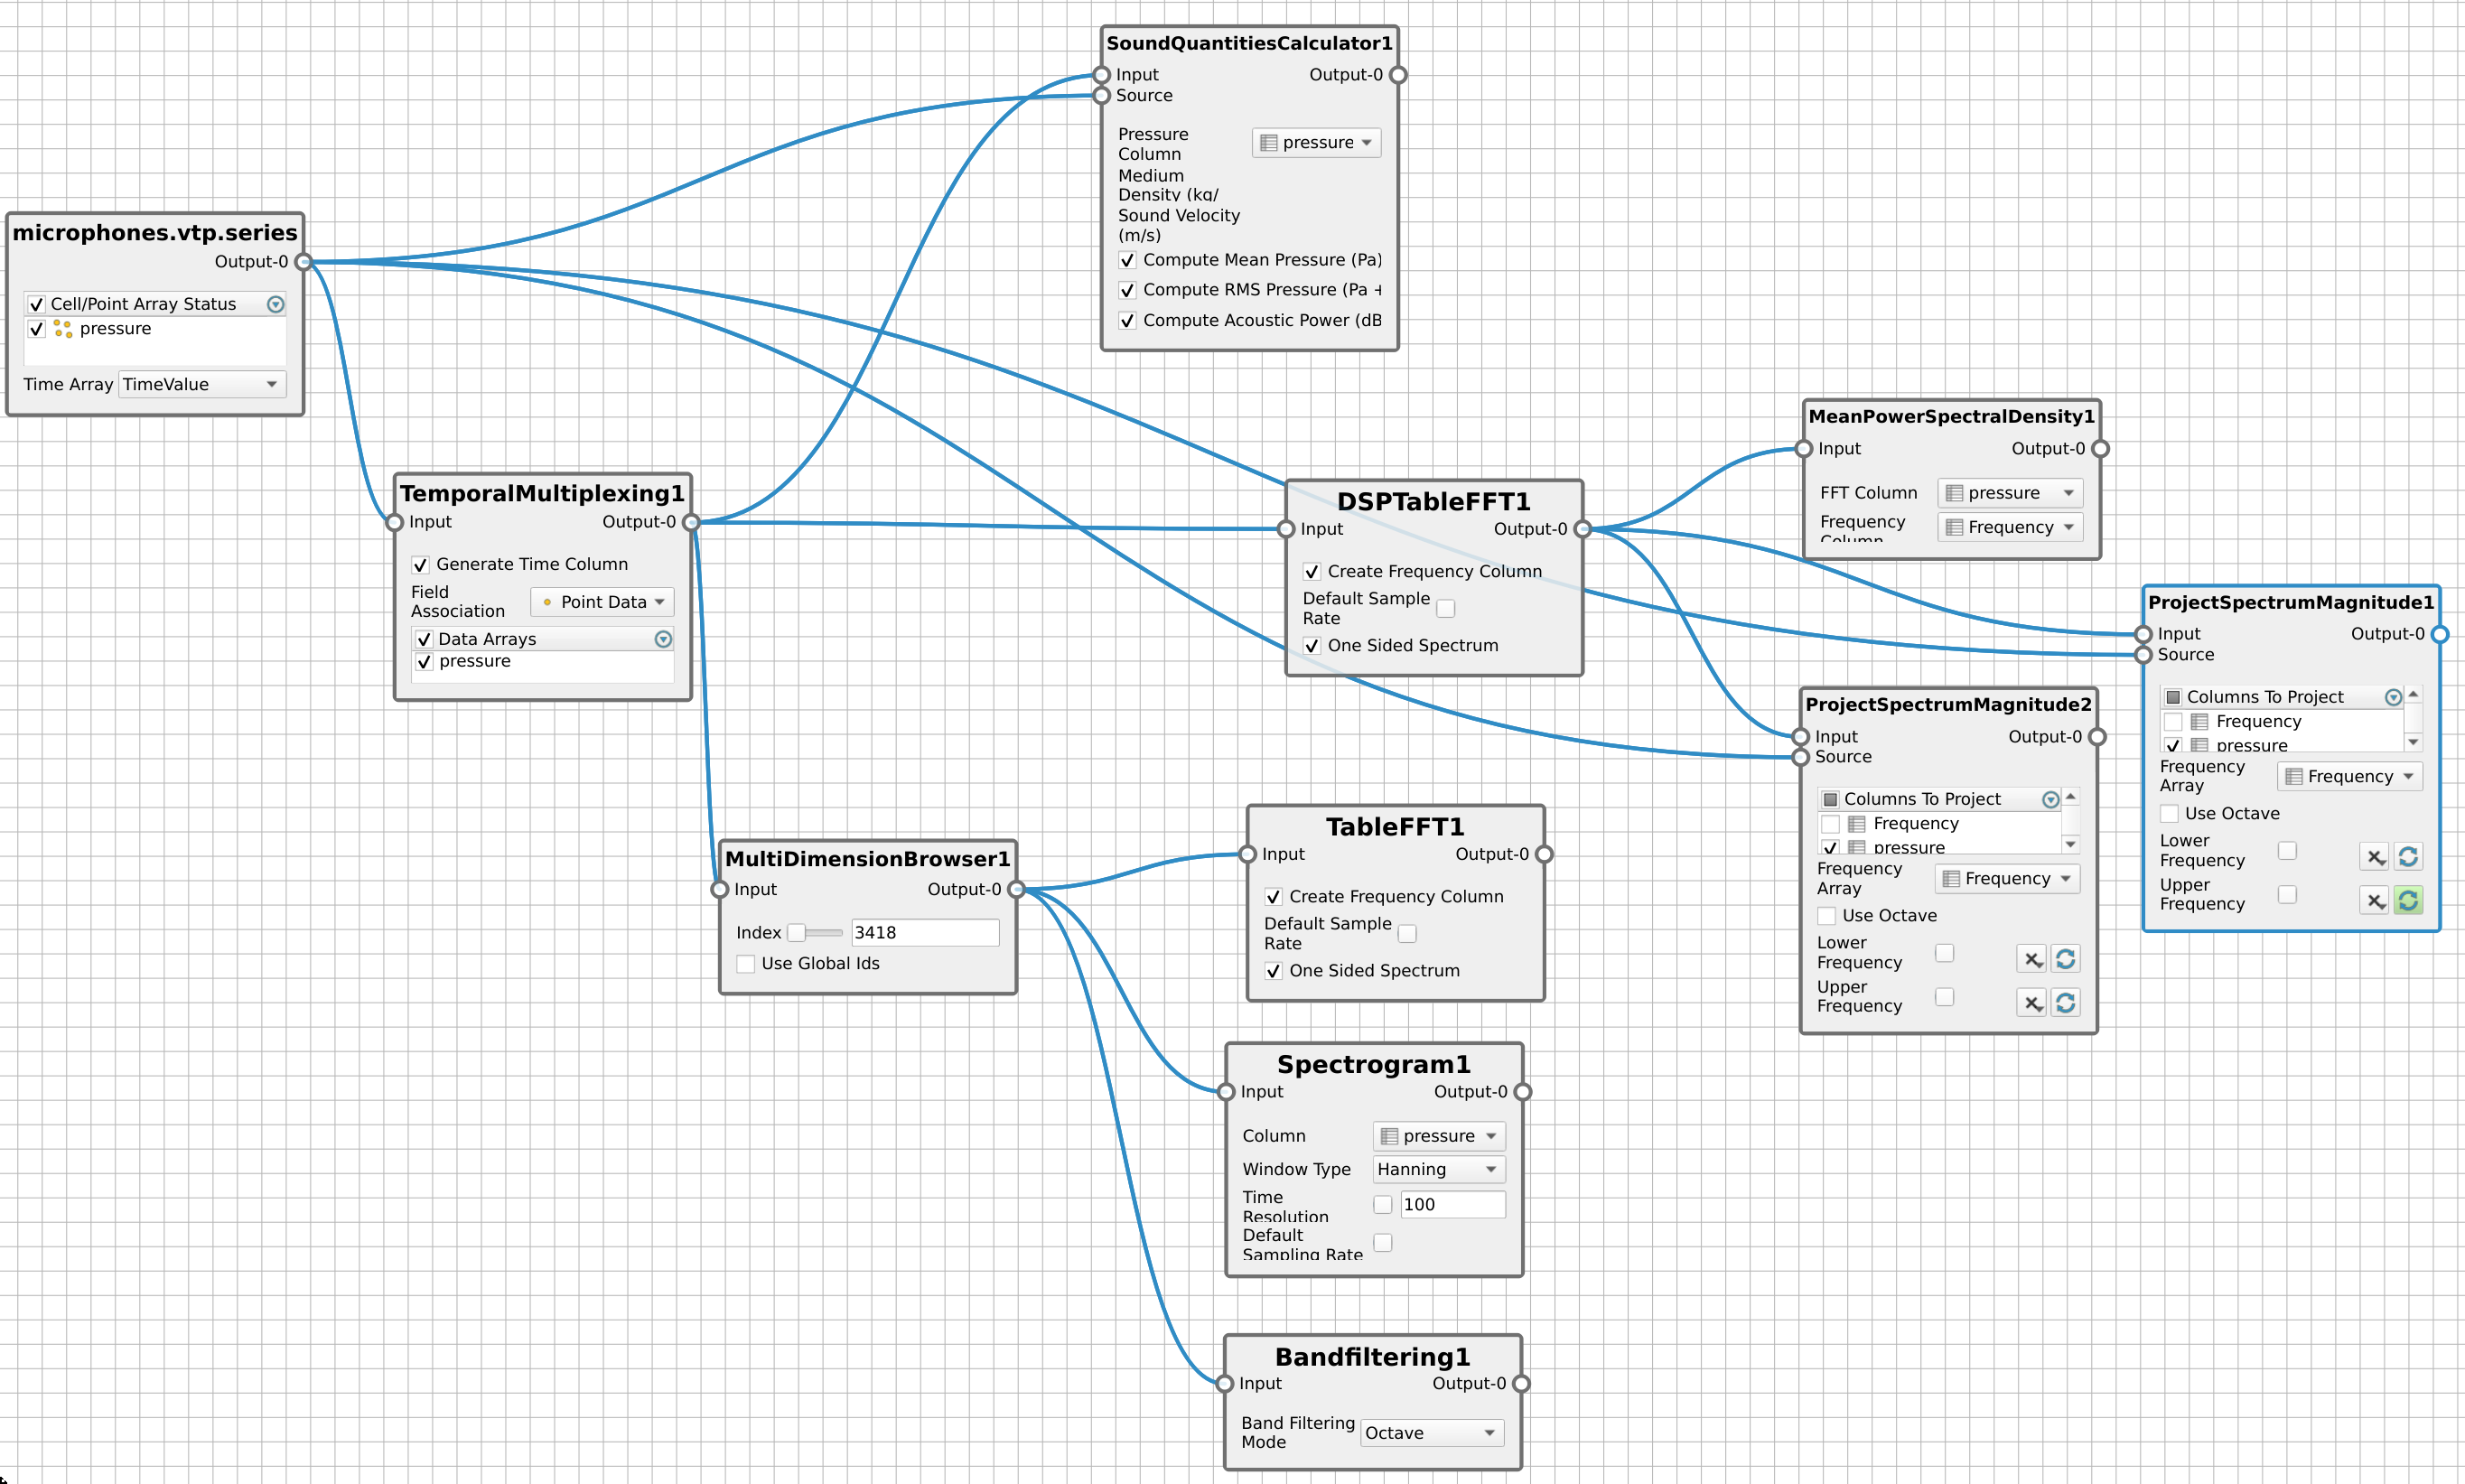 SoundQuantitiesCalculator1
Input Output-0
Source
Pressure
Column
pressure
Medium
Density (kg/
Sound Velocity
(m/s)
Compute Mean Pressure (Pa)
Compute RMS Pressure (Pa +
Compute Acoustic Power (dB
microphones.vtp.series
Output-0
Cell/Point Array Status
pressure
Time Array TimeValue
TemporalMultiplexing1
Input Output-0
Generate Time Column
Field
Association
Point Data
Data Arrays
pressure
DSPTableFFT1
Input Output-0
Create Frequency Column
Default Sample
Rate
One Sided Spectrum
MeanPowerSpectralDensity1
Input Output-0
FFT Column pressure
Frequency
Column
Frequency
ProjectSpectrumMagnitude1
Input Output-0
Source
Columns To Project
Frequency
pressure
Frequency
Array
Frequency
Use Octave
Lower
Frequency
Upper
Frequency
ProjectSpectrumMagnitude2
Input Output-0
Source
Columns To Project
Frequency
pressure
Frequency
Array
Frequency
Use Octave
Lower
Frequency
Upper
Frequency
MultiDimensionBrowser1
Input Output-0
Index 3418
Use Global Ids
TableFFT1
Input Output-0
Create Frequency Column
Default Sample
Rate
One Sided Spectrum
Spectrogram1
Input Output-0
Column pressure
Window Type Hanning
Time
Resolution
100
Default
Sampling Rate
Bandfiltering1
Input Output-0
Band Filtering
Mode
Octave